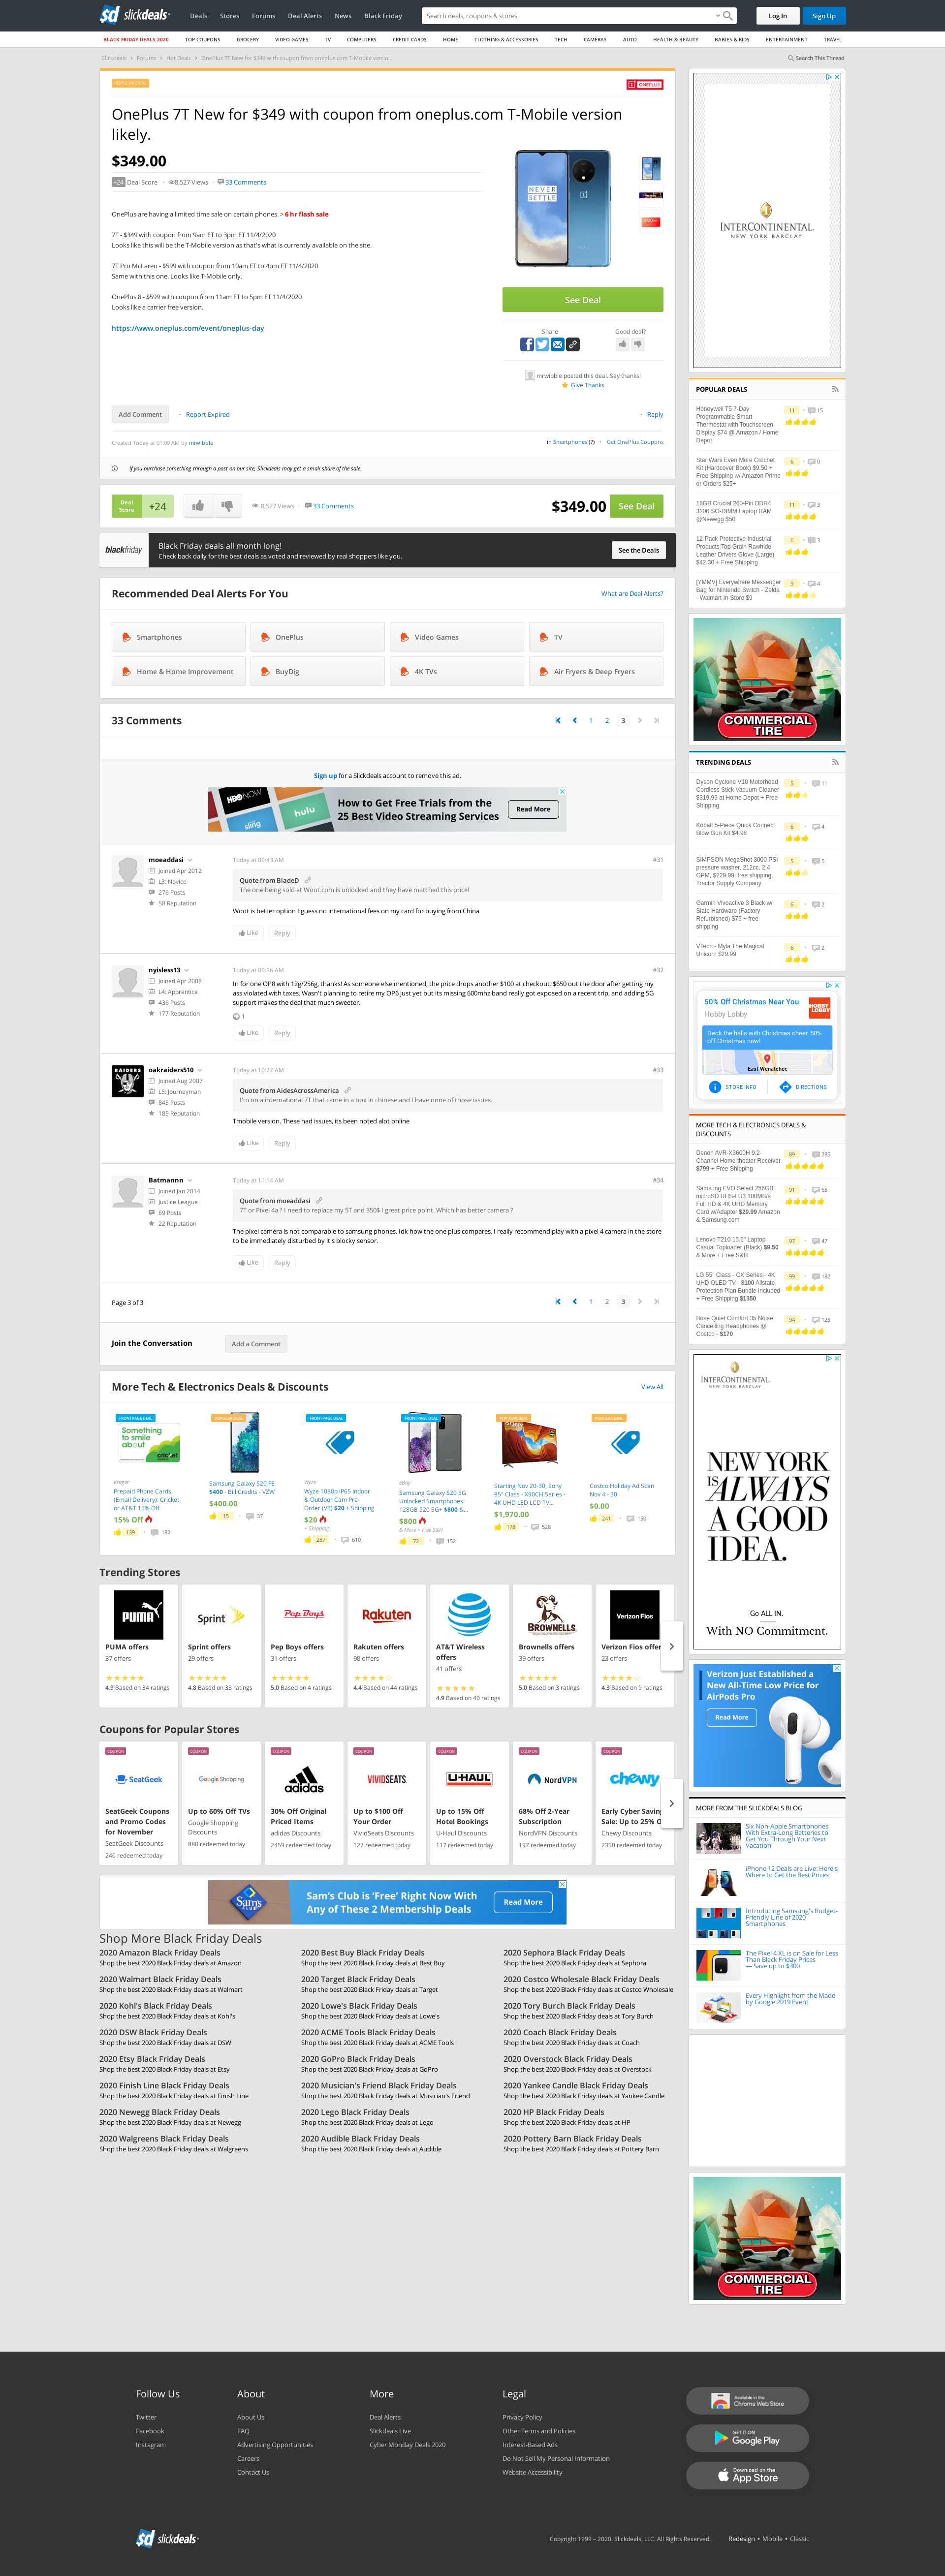 slickdeals
Deals Stores Forums Deal Alerts News Black Friday
Search deals, coupons & stores
Log In Sign Up
BLACK FRIDAY DEALS 2020 TOP COUPONS GROCERY VIDEO GAMES TV COMPUTERS CREDIT CARDS HOME CLOTHING & ACCESSORIES TECH CAMERAS AUTO HEALTH & BEAUTY BABIES & KIDS ENTERTAINMENT TRAVEL
Slickdeals Forums Hot Deals OnePlus 7T New for $349 with coupon from oneplus.com T-Mobile versio...
Search This Thread
POPULAR DEAL
ONEPLUS
OnePlus 7T New for $349 with coupon from oneplus.com T-Mobile version
likely.
$349.00
+24 Deal Score 8,527 Views 33 Comments
OnePlus are having a limited time sale on certain phones. > 6 hr flash sale
7T - $349 with coupon from 9am ET to 3pm ET 11/4/2020
Looks like this will be the T-Mobile version as that's what is currently available on the site.
7T Pro McLaren - $599 with coupon from 10am ET to 4pm ET 11/4/2020
Same with this one. Looks like T-Mobile only.
OnePlus 8 - $599 with coupon from 11am ET to 5pm ET 11/4/2020
Looks like a carrier free version.
https://www.oneplus.com/event/oneplus-day
NEVER
SETTLE
See Deal
Share Good deal?
mrwibble posted this deal. Say thanks!
Give Thanks
Add Comment - Report Expired - Reply
Created Today at 01:09 AM by mrwibble
in Smartphones (7) Get OnePlus Coupons
If you purchase something through a post on our site, Slickdeals may get a small share of the sale.
Deal
Score
+24
8,527 Views 33 Comments
$349.00 See Deal
blackfriday
Black Friday deals all month long!
Check back daily for the best deals as voted and reviewed by real shoppers like you.
See the Deals
Recommended Deal Alerts For You
What are Deal Alerts?
Smartphones OnePlus Video Games TV
Home & Home Improvement BuyDig 4K TVs Air Fryers & Deep Fryers
33 Comments
1 2 3
Sign up for a Slickdeals account to remove this ad.
HBO NOW
sling
hulu
How to Get Free Trials from the
25 Best Video Streaming Services
Read More
moeaddasi
Joined Apr 2012
L3: Novice
276 Posts
58 Reputation
Today at 09:43 AM #31
Quote from BladeD
The one being sold at Woot.com is unlocked and they have matched this price!
Woot is better option I guess no international fees on my card for buying from China
Like Reply
nyisless13
Joined Apr 2008
L4: Apprentice
436 Posts
177 Reputation
Today at 09:56 AM #32
In for one OP8 with 12g/256g, thanks! As someone else mentioned, the price drops another $100 at checkout. $650 out the door after getting my
ass violated with taxes. Wasn't planning to retire my OP6 just yet but its missing 600mhz band really got exposed on a recent trip, and adding 5G
support makes the deal that much sweeter.
1
Like Reply
RAIDERS
oakraiders510
Joined Aug 2007
L5: Journeyman
845 Posts
185 Reputation
Today at 10:22 AM #33
Quote from AidesAcrossAmerica
I'm on a international 7T that came in a box in chinese and I have none of those issues.
Tmobile version. These had issues, its been noted alot online
Like Reply
Batmannn
Joined Jan 2014
Justice League
69 Posts
22 Reputation
Today at 11:14 AM #34
Quote from moeaddasi
7T or Pixel 4a ? I need to replace my 5T and 350$ I great price point. Which has better camera ?
The pixel camera is not comparable to samsung phones. Idk how the one plus compares, I really recommend play with a pixel 4 camera in the store
to be immediately disturbed by it's blocky sensor.
Like Reply
Page 3 of 3 1 2 3
Join the Conversation Add a Comment
More Tech & Electronics Deals & Discounts
View All
FRONTPAGE DEAL
Something
to smile
about
cricket
Kroger
Prepaid Phone Cards
(Email Delivery): Cricket
or AT&T 15% Off
15% Off
139 182
POPULAR DEAL
Samsung Galaxy S20 FE
$400 - Bill Credits - VZW
$400.00
15 37
FRONTPAGE DEAL
Wyze
Wyze 1080p IP65 Indoor
& Outdoor Cam Pre-
Order (V3) $20 + Shipping
$20
+ Shipping
287 610
FRONTPAGE DEAL
eBay
Samsung Galaxy S20 5G
Unlocked Smartphones:
128GB S20 5G+ $800 &...
$800
& More + Free S&H
72 152
POPULAR DEAL
Starting Nov 20-30, Sony
85" Class - X90CH Series -
4K UHD LED LCD TV...
$1,970.00
178 528
POPULAR DEAL
Costco Holiday Ad Scan
Nov 4 - 30
$0.00
241 150
Trending Stores
PUMA
PUMA offers
37 offers
4.9 Based on 34 ratings
Sprint
Sprint offers
29 offers
4.8 Based on 33 ratings
Pep Boys
Pep Boys offers
31 offers
5.0 Based on 4 ratings
Rakuten
Rakuten offers
98 offers
4.4 Based on 44 ratings
AT&T Wireless
offers
41 offers
4.9 Based on 40 ratings
BROWNELLS
Brownells offers
39 offers
5.0 Based on 3 ratings
Verizon Fios
Verizon Fios offer
23 offers
4.3 Based on 9 ratings
Coupons for Popular Stores
COUPON
SeatGeek
SeatGeek Coupons
and Promo Codes
for November
SeatGeek Discounts
240 redeemed today
COUPON
Google Shopping
Up to 60% Off TVs
Google Shopping
Discounts
888 redeemed today
COUPON
adidas
30% Off Original
Priced Items
adidas Discounts
2459 redeemed today
COUPON
VIVIDSEATS
Up to $100 Off
Your Order
VividSeats Discounts
127 redeemed today
COUPON
U-HAUL
Up to 15% Off
Hotel Bookings
U-Haul Discounts
117 redeemed today
COUPON
NordVPN
68% Off 2-Year
Subscription
NordVPN Discounts
197 redeemed today
COUPON
chewy
Early Cyber Saving
Sale: Up to 25% O
Chewy Discounts
2350 redeemed today
Sam's
CLUB
Sam's Club is 'Free' Right Now With
Any of These 2 Membership Deals
Read More
Shop More Black Friday Deals
2020 Amazon Black Friday Deals
Shop the best 2020 Black Friday deals at Amazon
2020 Walmart Black Friday Deals
Shop the best 2020 Black Friday deals at Walmart
2020 Kohl's Black Friday Deals
Shop the best 2020 Black Friday deals at Kohl's
2020 DSW Black Friday Deals
Shop the best 2020 Black Friday deals at DSW
2020 Etsy Black Friday Deals
Shop the best 2020 Black Friday deals at Etsy
2020 Finish Line Black Friday Deals
Shop the best 2020 Black Friday deals at Finish Line
2020 Newegg Black Friday Deals
Shop the best 2020 Black Friday deals at Newegg
2020 Walgreens Black Friday Deals
Shop the best 2020 Black Friday deals at Walgreens
2020 Best Buy Black Friday Deals
Shop the best 2020 Black Friday deals at Best Buy
2020 Target Black Friday Deals
Shop the best 2020 Black Friday deals at Target
2020 Lowe's Black Friday Deals
Shop the best 2020 Black Friday deals at Lowe's
2020 ACME Tools Black Friday Deals
Shop the best 2020 Black Friday deals at ACME Tools
2020 GoPro Black Friday Deals
Shop the best 2020 Black Friday deals at GoPro
2020 Musician's Friend Black Friday Deals
Shop the best 2020 Black Friday deals at Musician's Friend
2020 Lego Black Friday Deals
Shop the best 2020 Black Friday deals at Lego
2020 Audible Black Friday Deals
Shop the best 2020 Black Friday deals at Audible
2020 Sephora Black Friday Deals
Shop the best 2020 Black Friday deals at Sephora
2020 Costco Wholesale Black Friday Deals
Shop the best 2020 Black Friday deals at Costco Wholesale
2020 Tory Burch Black Friday Deals
Shop the best 2020 Black Friday deals at Tory Burch
2020 Coach Black Friday Deals
Shop the best 2020 Black Friday deals at Coach
2020 Overstock Black Friday Deals
Shop the best 2020 Black Friday deals at Overstock
2020 Yankee Candle Black Friday Deals
Shop the best 2020 Black Friday deals at Yankee Candle
2020 HP Black Friday Deals
Shop the best 2020 Black Friday deals at HP
2020 Pottery Barn Black Friday Deals
Shop the best 2020 Black Friday deals at Pottery Barn
INTERCONTINENTAL
NEW YORK BARCLAY
POPULAR DEALS
Honeywell T5 7-Day
Programmable Smart
Thermostat with Touchscreen
Display $74 @ Amazon / Home
Depot
11 15
Star Wars Even More Crochet
Kit (Hardcover Book) $9.50 +
Free Shipping w/ Amazon Prime
or Orders $25+
6 0
16GB Crucial 260-Pin DDR4
3200 SO-DIMM Laptop RAM
@Newegg $50
11 3
12-Pack Protective Industrial
Products Top Grain Rawhide
Leather Drivers Glove (Large)
$42.30 + Free Shipping
6 3
[YMMV] Everywhere Messenger
Bag for Nintendo Switch - Zelda
- Walmart In-Store $9
9 4
COMMERCIAL
TIRE
TRENDING DEALS
Dyson Cyclone V10 Motorhead
Cordless Stick Vacuum Cleaner
$319.99 at Home Depot + Free
Shipping
5 11
Kobalt 5-Piece Quick Connect
Blow Gun Kit $4.98
6 4
SIMPSON MegaShot 3000 PSI
pressure washer, 212cc, 2.4
GPM, $229.99, free shipping,
Tractor Supply Company
5 5
Garmin Vivoactive 3 Black w/
Slate Hardware (Factory
Refurbished) $75 + free
shipping
6 2
VTech - Myla The Magical
Unicorn $29.99
6 2
50% Off Christmas Near You
Hobby Lobby
HOBBY
LOBBY
Deck the halls with Christmas cheer. 50%
off Christmas now!
East Wenatchee
STORE INFO DIRECTIONS
MORE TECH & ELECTRONICS DEALS &
DISCOUNTS
Denon AVR-X3600H 9.2-
Channel Home theater Receiver
$799 + Free Shipping
89 285
Samsung EVO Select 256GB
microSD UHS-I U3 100MB/s
Full HD & 4K UHD Memory
Card w/Adapter $29,99 Amazon
& Samsung.com
91 65
Lenovo T210 15.6" Laptop
Casual Toploader (Black) $9.50
& More + Free S&H
97 47
LG 55" Class - CX Series - 4K
UHD OLED TV - $100 Allstate
Protection Plan Bundle Included
+ Free Shipping $1350
99 182
Bose Quiet Comfort 35 Noise
Cancelling Headphones @
Costco - $170
94 125
INTERCONTINENTAL
NEW YORK BARCLAY
NEW YORK
IS ALWAYS
A GOOD
IDEA.
Go ALL IN.
With NO Commitment.
Verizon Just Established a
New All-Time Low Price for
AirPods Pro
Read More
MORE FROM THE SLICKDEALS BLOG
Six Non-Apple Smartphones
With Extra-Long Batteries to
Get You Through Your Next
Vacation
iPhone 12 Deals are Live: Here's
Where to Get the Best Prices
Introducing Samsung's Budget-
Friendly Line of 2020
Smartphones
The Pixel 4 XL is on Sale for Less
Than Black Friday Prices
— Save up to $300
Every Highlight from the Made
by Google 2019 Event
COMMERCIAL
TIRE
Follow Us
Twitter
Facebook
Instagram
About
About Us
FAQ
Advertising Opportunities
Careers
Contact Us
More
Deal Alerts
Slickdeals Live
Cyber Monday Deals 2020
Legal
Privacy Policy
Other Terms and Policies
Interest-Based Ads
Do Not Sell My Personal Information
Website Accessibility
Available in the
Chrome Web Store
GET IT ON
Google Play
Download on the
App Store
slickdeals
Copyright 1999 – 2020. Slickdeals, LLC. All Rights Reserved.
Redesign • Mobile • Classic